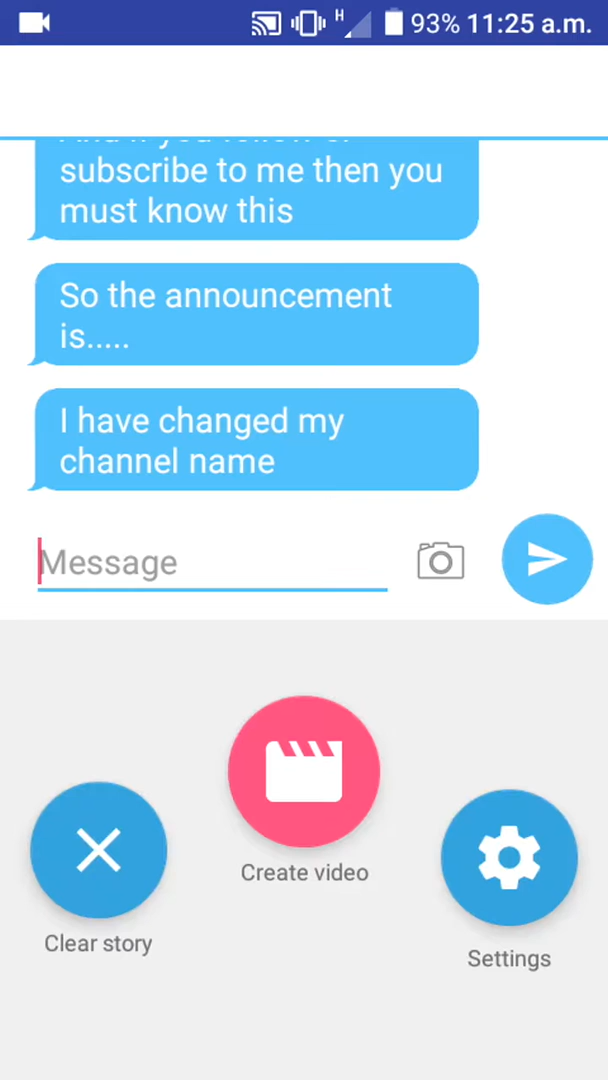 H 93% 11:25 a.m.
subscribe to me then you
must know this
So the announcement
is.....
I have changed my
channel name
Message
Create video
Clear story
Settings